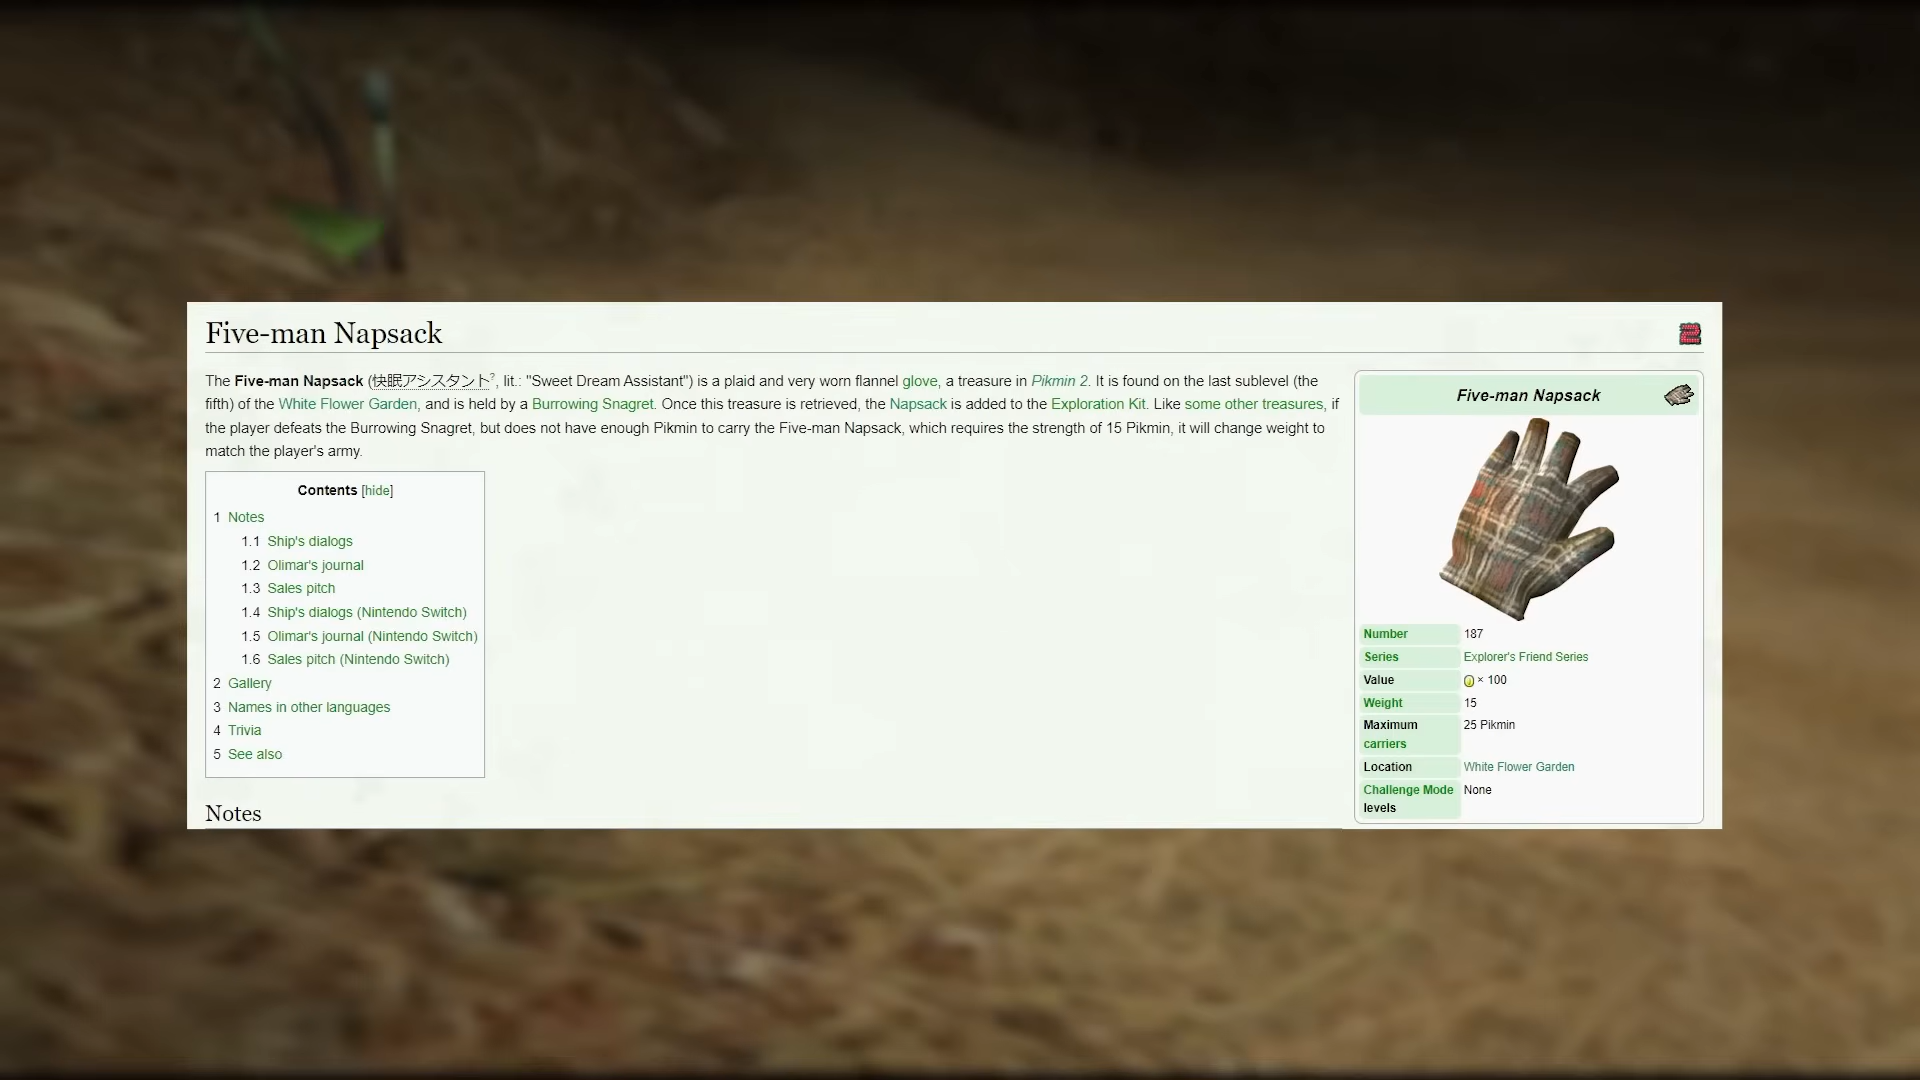 Five-man Napsack
2
The Five-man Napsack (快眠アシスタント?, lit.: "Sweet Dream Assistant") is a plaid and very worn flannel glove, a treasure in Pikmin 2. It is found on the last sublevel (the
fifth) of the White Flower Garden, and is held by a Burrowing Snagret. Once this treasure is retrieved, the Napsack is added to the Exploration Kit. Like some other treasures, if
the player defeats the Burrowing Snagret, but does not have enough Pikmin to carry the Five-man Napsack, which requires the strength of 15 Pikmin, it will change weight to
match the player's army.
Contents [hide]
1 Notes
1.1 Ship's dialogs
1.2 Olimar's journal
1.3 Sales pitch
1.4 Ship's dialogs (Nintendo Switch)
1.5 Olimar's journal (Nintendo Switch)
1.6 Sales pitch (Nintendo Switch)
2 Gallery
3 Names in other languages
4 Trivia
5 See also
Notes
Five-man Napsack
Number 187
Series Explorer's Friend Series
Value × 100
Weight 15
Maximum 25 Pikmin
carriers
Location White Flower Garden
Challenge Mode None
levels